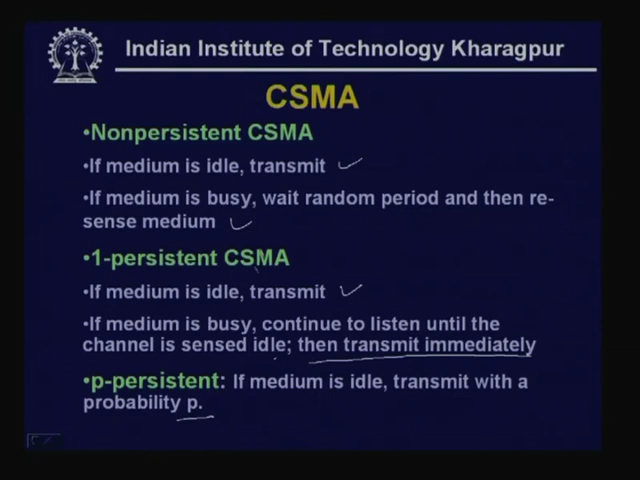 Indian Institute of Technology Kharagpur
CSMA
•Nonpersistent CSMA
•If medium is idle, transmit
•If medium is busy, wait random period and then re-
sense medium
•1-persistent CSMA
•If medium is idle, transmit
•If medium is busy, continue to listen until the
channel is sensed idle; then transmit immediately
•p-persistent: If medium is idle, transmit with a
probability p.